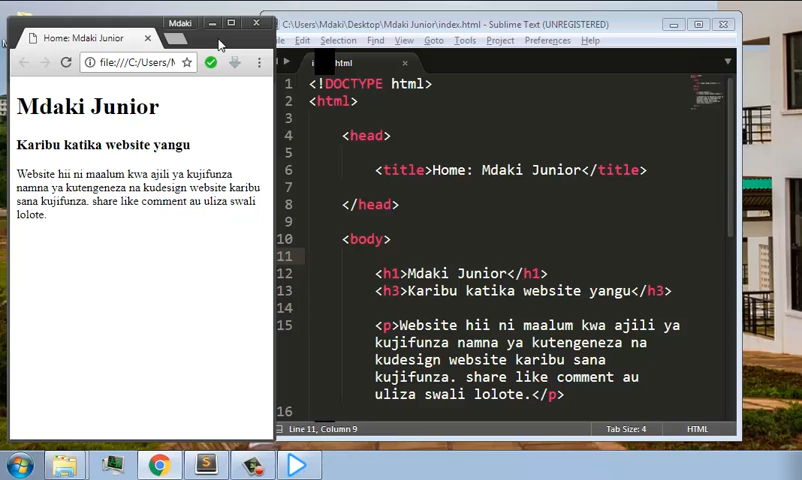 Mdaki
Home: Mdaki Junior
file:///C:/Users/M
Mdaki Junior
Karibu katika website yangu
Website hii ni maalum kwa ajili ya kujifunza
namna ya kutengeneza na kudesign website karibu
sana kujifunza. share like comment au uliza swali
lolote.
C:\Users\Mdaki\Desktop\Mdaki Junior\index.html - Sublime Text (UNREGISTERED)
Edit Selection Find View Goto Tools Project Preferences Help
html
1 <!DOCTYPE html>
2 <html>
3
4 <head>
5
6 <title>Home: Mdaki Junior</title>
7
8 </head>
9
10 <body>
11
12 <h1>Mdaki Junior</h1>
13 <h3>Karibu katika website yangu</h3>
14
15 <p>Website hii ni maalum kwa ajili ya
kujifunza namna ya kutengeneza na
kudesign website karibu sana
kujifunza. share like comment au
uliza swali lolote.</p>
16
Line 11, Column 9 Tab Size: 4 HTML